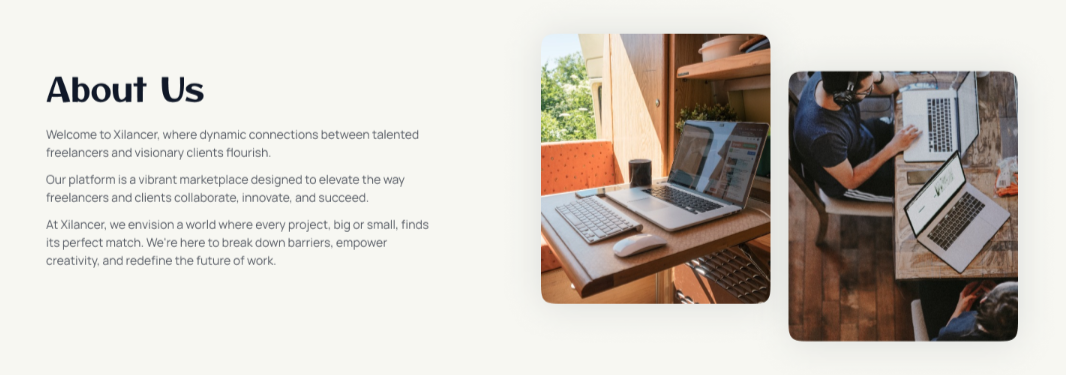 About Us
Welcome to Xilancer, where dynamic connections between talented
freelancers and visionary clients flourish.
Our platform is a vibrant marketplace designed to elevate the way
freelancers and clients collaborate, innovate, and succeed.
At Xilancer, we envision a world where every project, big or small, finds
its perfect match. We're here to break down barriers, empower
creativity, and redefine the future of work.